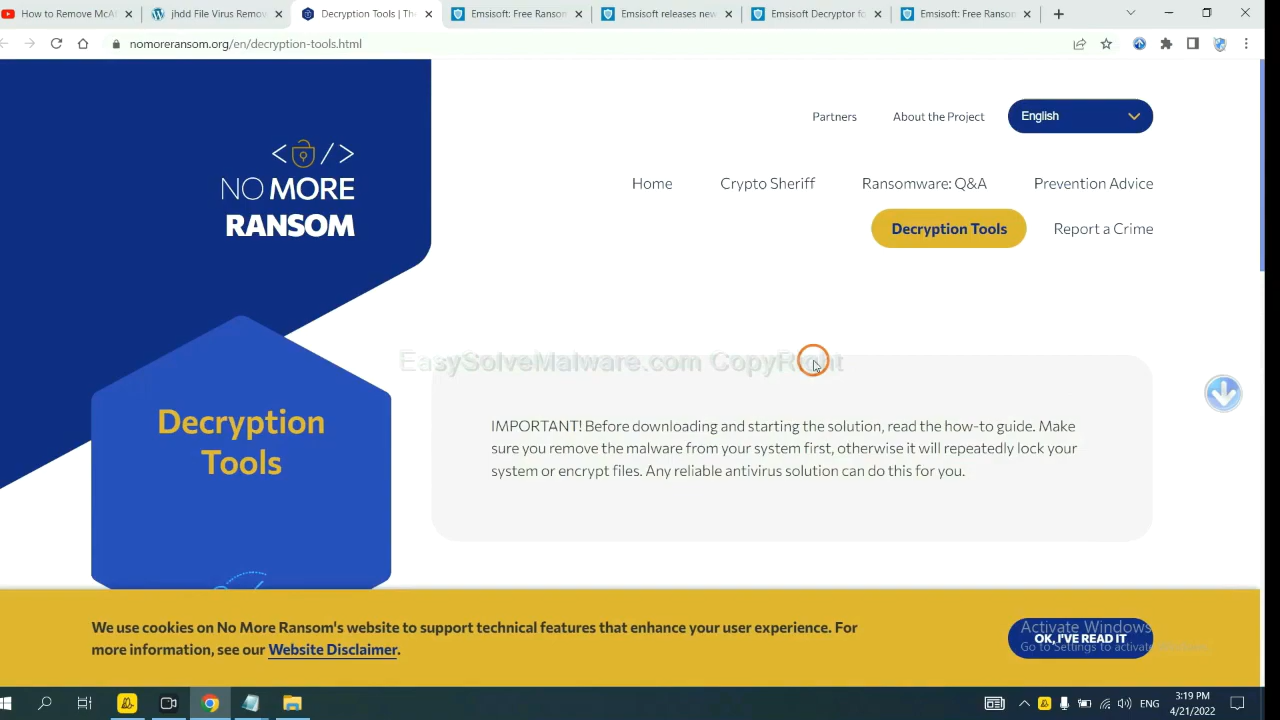 How to Remove McAf
jhdd File Virus Remov
Decryption Tools | The
Emsisoft: Free Ransom
Emsisoft releases new
Emsisoft Decryptor for
Emsisoft: Free Ransom
nomoreransom.org/en/decryption-tools.html
Partners
About the Project
English
NO MORE
RANSOM
Home
Crypto Sheriff
Ransomware: Q&A
Prevention Advice
Decryption Tools
Report a Crime
EasySolveMalware.com CopyRight
Decryption
Tools
IMPORTANT! Before downloading and starting the solution, read the how-to guide. Make
sure you remove the malware from your system first, otherwise it will repeatedly lock your
system or encrypt files. Any reliable antivirus solution can do this for you.
We use cookies on No More Ransom's website to support technical features that enhance your user experience. For
more information, see our Website Disclaimer.
OK, I'VE READ IT
Activate Windows
Go to Settings to activate Windows.
ENG
3:19 PM
4/21/2022